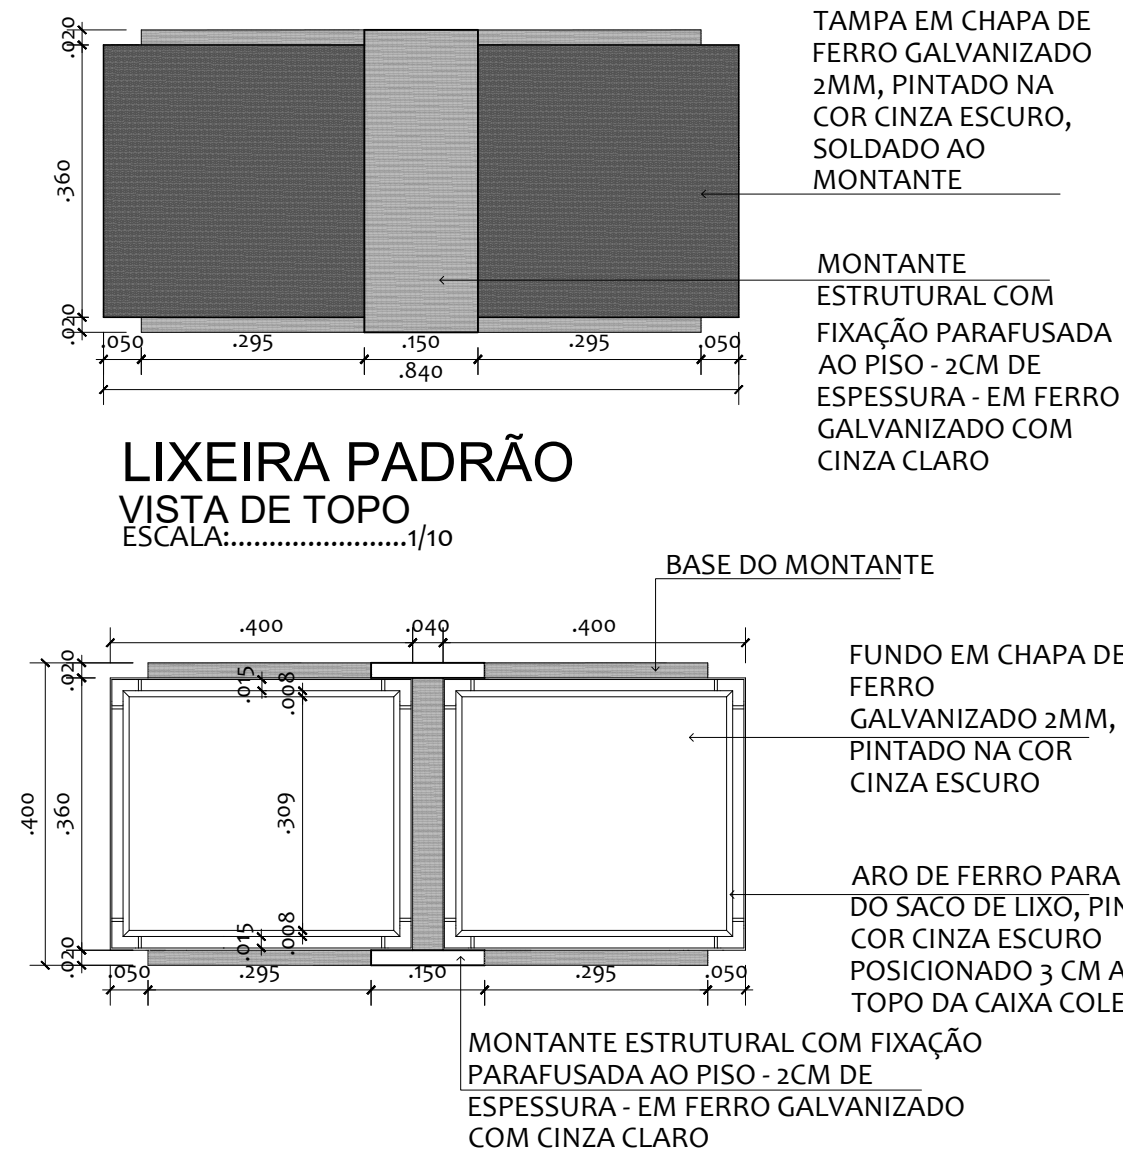 TAMPA EM CHAPA DE
FERRO GALVANIZADO
2MM, PINTADO NA
COR CINZA ESCURO,
SOLDADO AO
MONTANTE
MONTANTE
ESTRUTURAL COM
FIXAÇÃO PARAFUSADA
AO PISO - 2CM DE
ESPESSURA - EM FERRO
GALVANIZADO COM
CINZA CLARO
.020
.360
.020
.050 .295 .150 .295 .050
.840
LIXEIRA PADRÃO
VISTA DE TOPO
ESCALA:.......................1/10
BASE DO MONTANTE
.400 .040 .400
.020
.015 .008
.400 .360 .309
.015 .008
.020
.050 .295 .150 .295 .050
FUNDO EM CHAPA DE
FERRO
GALVANIZADO 2MM,
PINTADO NA COR
CINZA ESCURO
ARO DE FERRO PARA
DO SACO DE LIXO,
COR CINZA ESCURO
POSICIONADO 3 CM
TOPO DA CAIXA
MONTANTE ESTRUTURAL COM FIXAÇÃO
PARAFUSADA AO PISO - 2CM DE
ESPESSURA - EM FERRO GALVANIZADO
COM CINZA CLARO